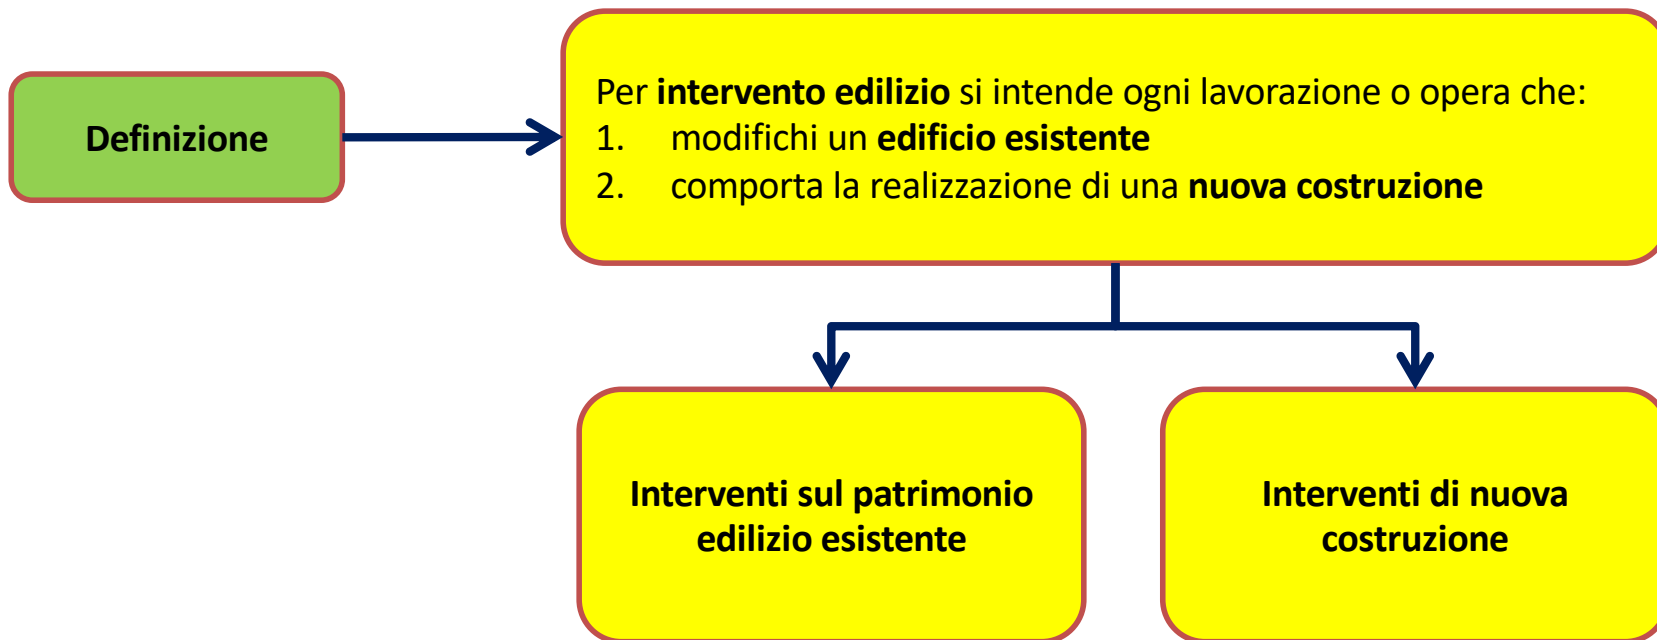 Definizione
Per intervento edilizio si intende ogni lavorazione o opera che:
1. modifichi un edificio esistente
2. comporta la realizzazione di una nuova costruzione
Interventi sul patrimonio
edilizio esistente
Interventi di nuova
costruzione